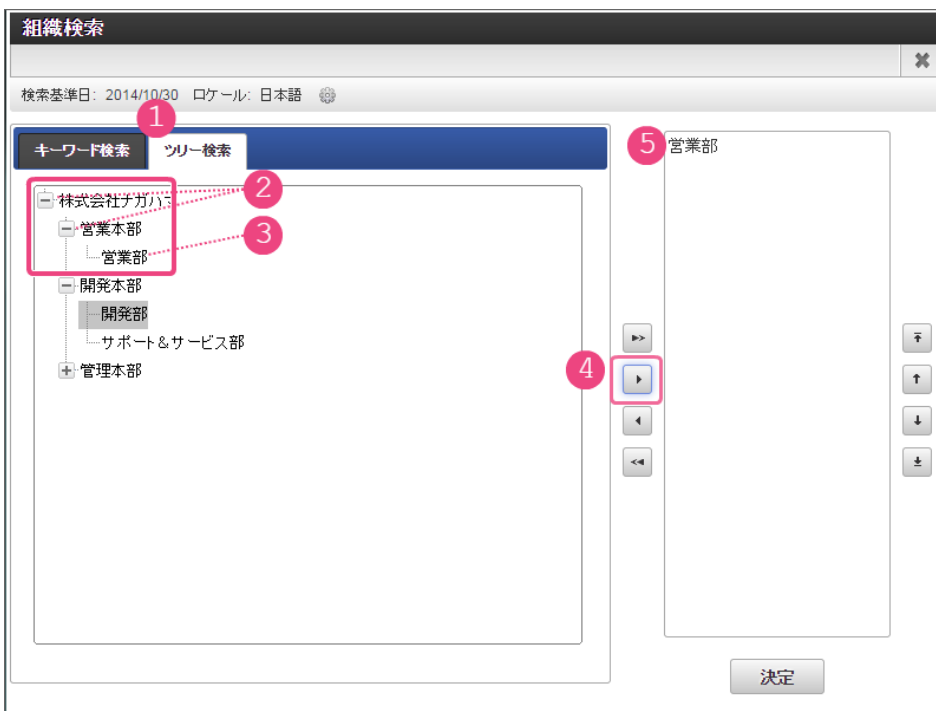 組織検索
検索基準日: 2014/10/30 ロケール: 日本語
1
キーワード検索 ツリー検索
5 営業部
株式会社ナガハマ
2
営業本部
3
営業部
開発本部
開発部
サポート&サービス部
4
管理本部
決定